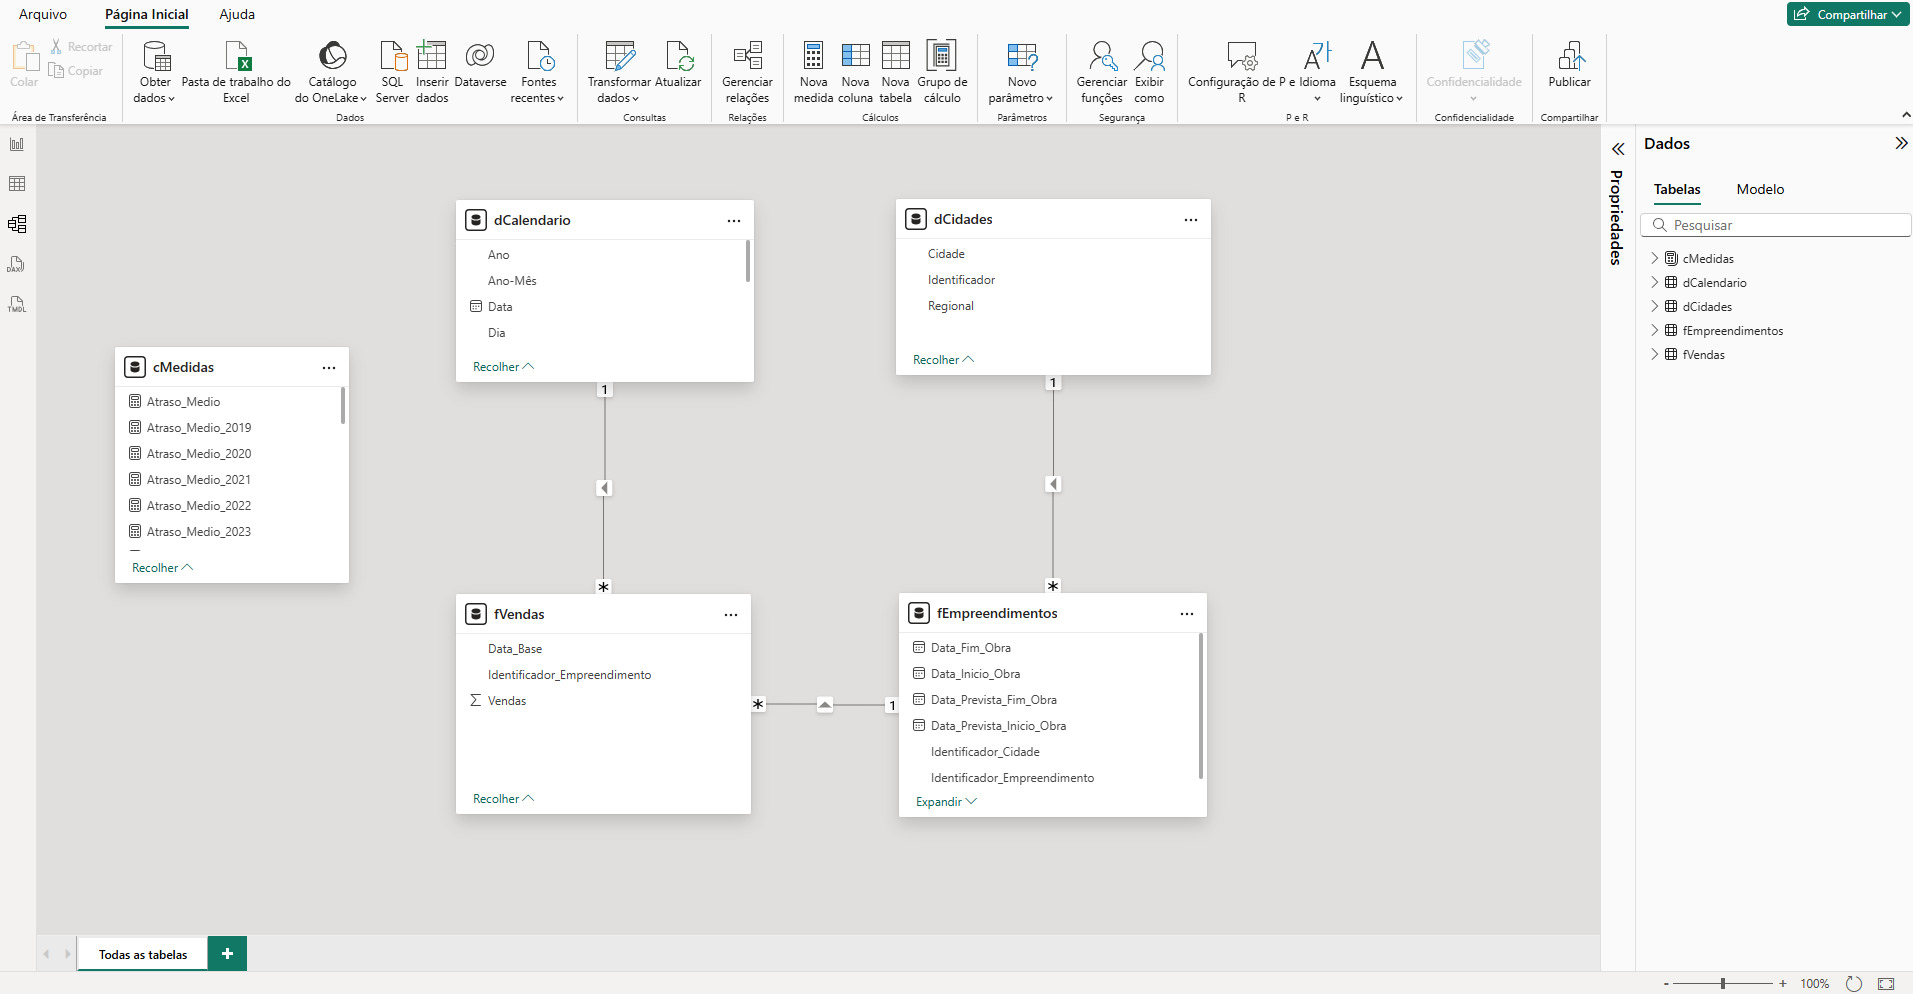 Arquivo Página Inicial Ajuda Compartilhar
Colar Recortar Copiar
Área de Transferência
Obter dados
Pasta de trabalho do Excel
Catálogo do OneLake
SQL Server
Inserir dados
Dataverse
Fontes recentes
Dados
Transformar dados
Atualizar
Consultas
Gerenciar relações
Relações
Nova medida
Nova coluna
Nova tabela
Grupo de cálculo
Cálculos
Novo parâmetro
Parâmetros
Gerenciar funções
Exibir como
Segurança
Configuração de P e R
Idioma
Esquema linguístico
P e R
Confidencialidade
Confidencialidade
Publicar
Compartilhar
DAX
TMDL
cMedidas
Atraso_Medio
Atraso_Medio_2019
Atraso_Medio_2020
Atraso_Medio_2021
Atraso_Medio_2022
Atraso_Medio_2023
Recolher
dCalendario
Ano
Ano-Mês
Data
Dia
Recolher
1
*
dCidades
Cidade
Identificador
Regional
Recolher
1
*
fVendas
Data_Base
Identificador_Empreendimento
Vendas
Recolher
* 1
fEmpreendimentos
Data_Fim_Obra
Data_Inicio_Obra
Data_Prevista_Fim_Obra
Data_Prevista_Inicio_Obra
Identificador_Cidade
Identificador_Empreendimento
Expandir
Propriedades
Dados
Tabelas Modelo
Pesquisar
cMedidas
dCalendario
dCidades
fEmpreendimentos
fVendas
Todas as tabelas +
- + 100%